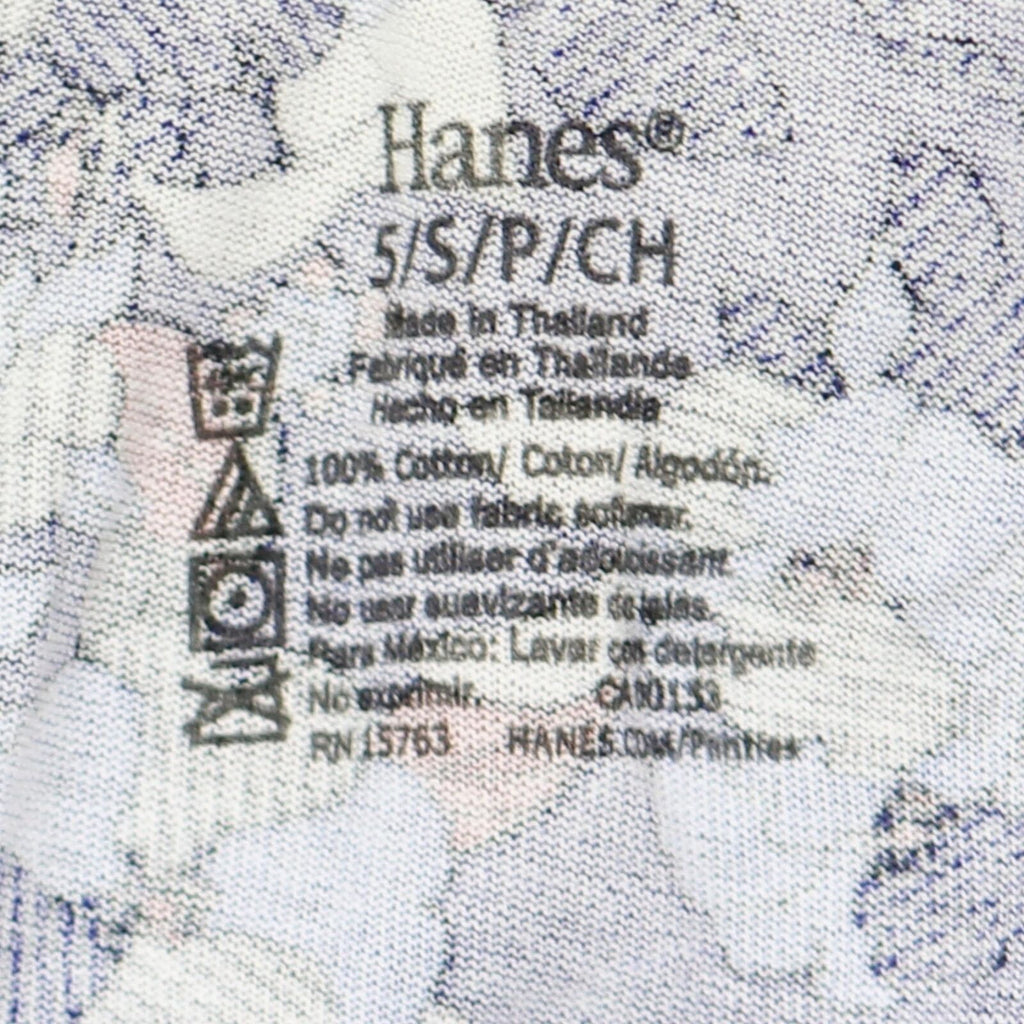 Hanes®
5/S/P/CH
Made in Thailand
Fabriqué en Thaïlande
Hecho en Tailandia
100% Cotton/ Coton/ Algodón.
Do not use fabric softener.
Ne pas utiliser d'adoucissant
No usar suavizante de telas.
Para México: Lavar con detergente
No exprimir. CA00153
RN 15763 HANES.COM/Panties